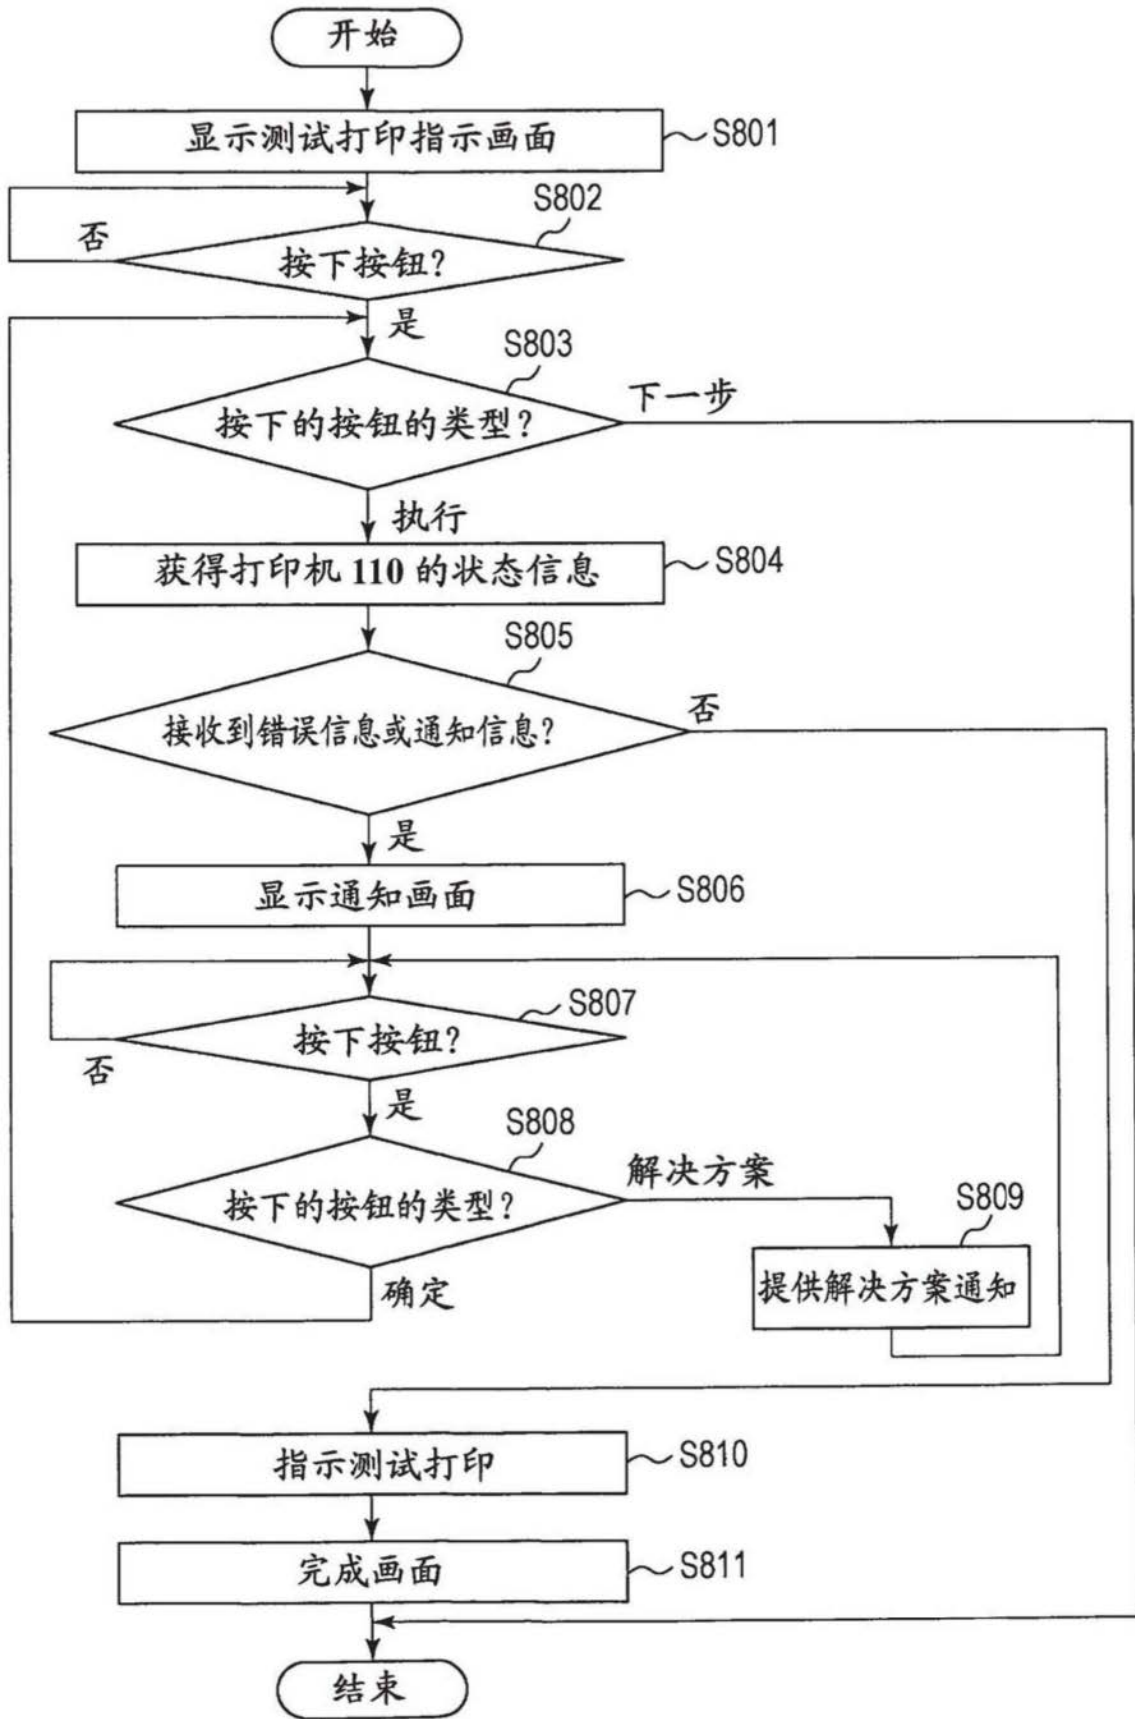 开始
显示测试打印指示画面
S801
S802
否
按下按钮？
是
S803
下一步
按下的按钮的类型？
执行
获得打印机 110 的状态信息
S804
S805
否
接收到错误信息或通知信息？
是
显示通知画面
S806
S807
按下按钮？
否
是
S808
解决方案
按下的按钮的类型？
S809
确定
提供解决方案通知
指示测试打印
S810
完成画面
S811
结束